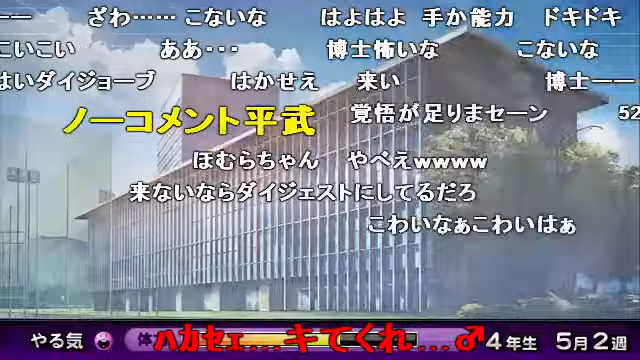 ーー ざわ…… こないな はよはよ 手か能力 ドキドキ
こいこい ああ・・・ 博士怖いな こないな
はいダイジョーブ はかせえ 来い 博士ーー
ノーコメント平武 覚悟が足りまセーン 52
ほむらちゃん やべえwwww
来ないならダイジェストにしてるだろ
こわいなぁこわいはぁ
ハカセェ....キてくれ...♂
やる気 体 4年生 5月2週